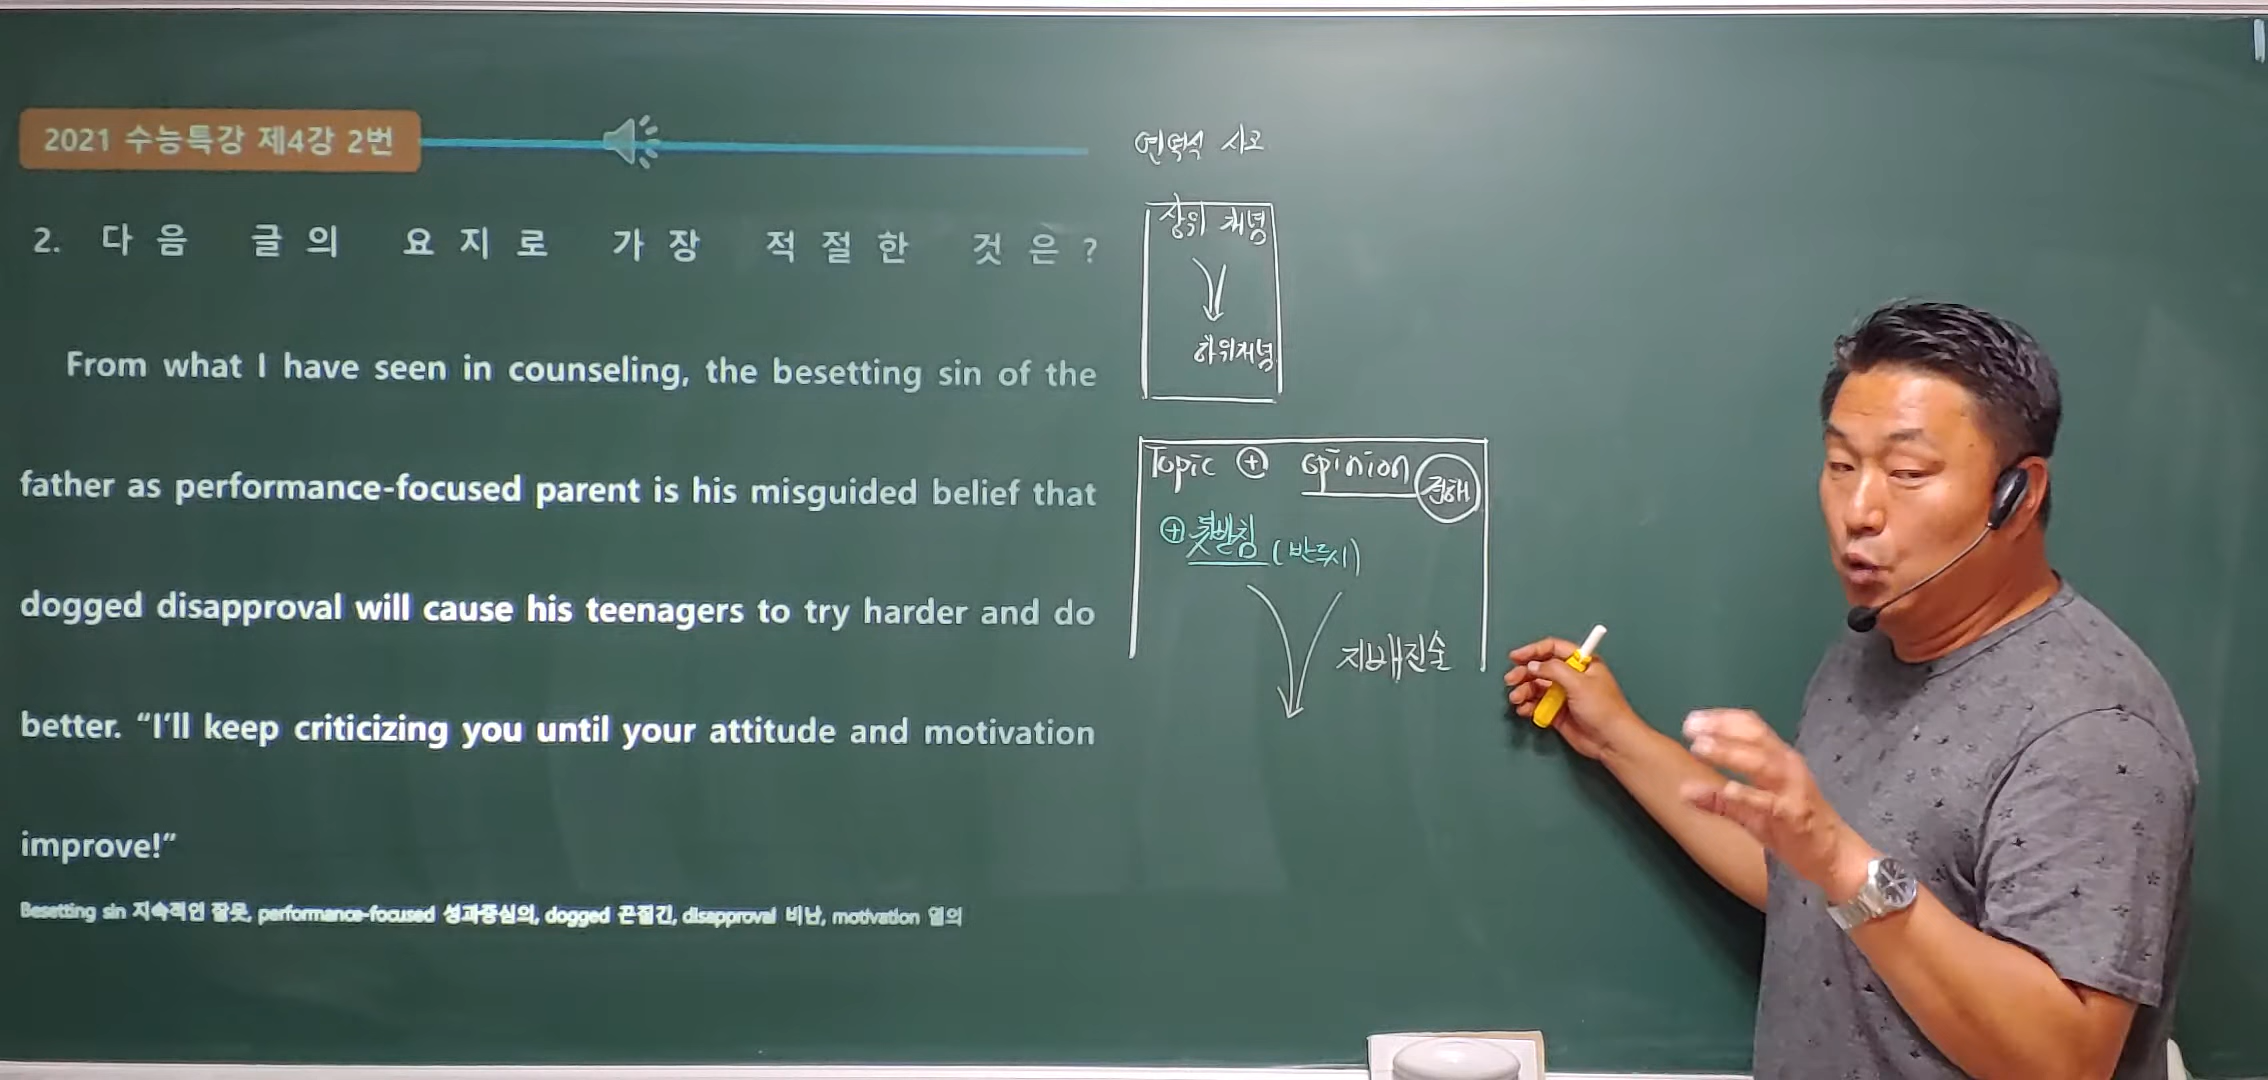 2021 수능특강 제4강 2번
2. 다음 글의 요지로 가장 적절한 것은?
From what I have seen in counseling, the besetting sin of the
father as performance-focused parent is his misguided belief that
dogged disapproval will cause his teenagers to try harder and do
better. “I’ll keep criticizing you until your attitude and motivation
improve!”
Besetting sin 지속적인 잘못, performance-focused 성과중심의, dogged 끈질긴, disapproval 비난, motivation 열의
연역식 사고
상위 개념
하위개념
Topic + opinion 견해
+ 뒷받침 (반드시)
지배진술